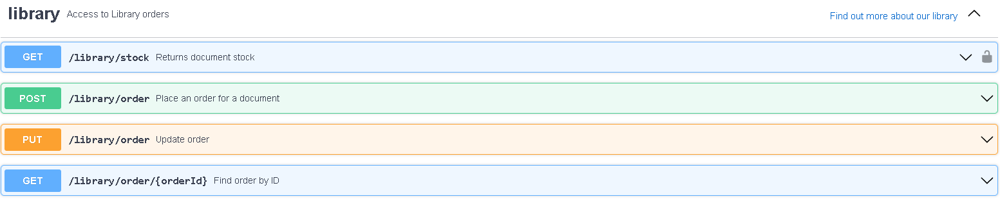 library Access to Library orders Find out more about our library
GET /library/stock Returns document stock
POST /library/order Place an order for a document
PUT /library/order Update order
GET /library/order/{orderId} Find order by ID